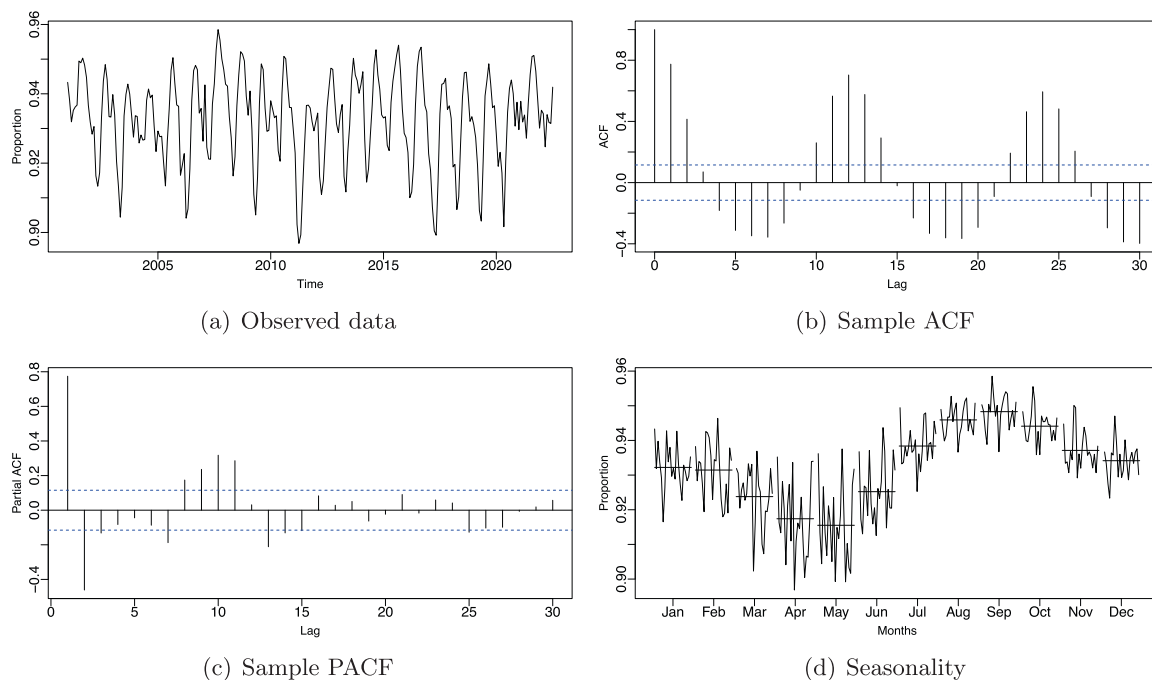 0.96
0.94
0.92
0.90
Proportion
2005 2010 2015 2020
Time
(a) Observed data
0.8
0.4
0.0
−0.4
ACF
0 5 10 15 20 25 30
Lag
(b) Sample ACF
0.8
0.6
0.4
0.2
0.0
−0.4
Partial ACF
0 5 10 15 20 25 30
Lag
(c) Sample PACF
0.96
0.94
0.92
0.90
Proportion
Jan Feb Mar Apr May Jun Jul Aug Sep Oct Nov Dec
Months
(d) Seasonality